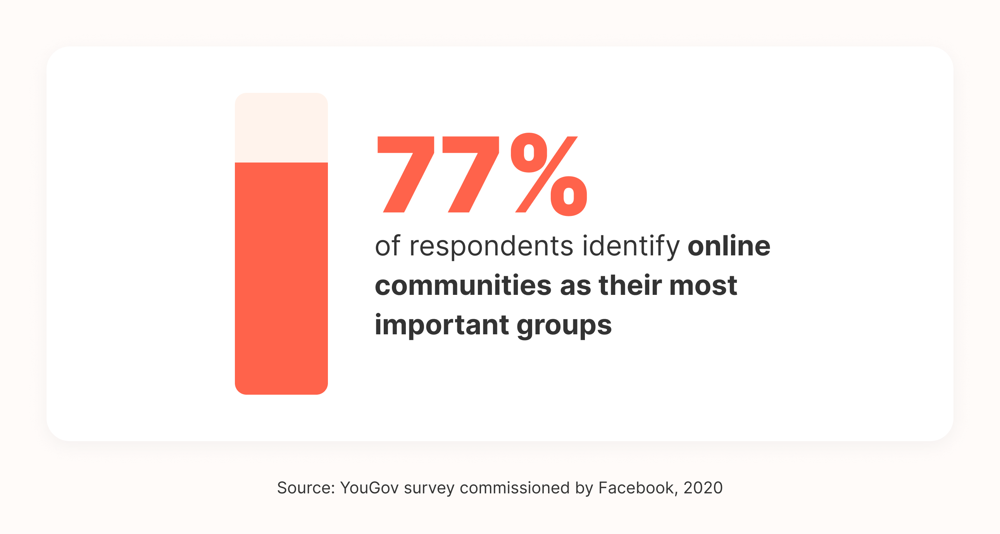 77%
of respondents identify online
communities as their most
important groups
Source: YouGov survey commissioned by Facebook, 2020